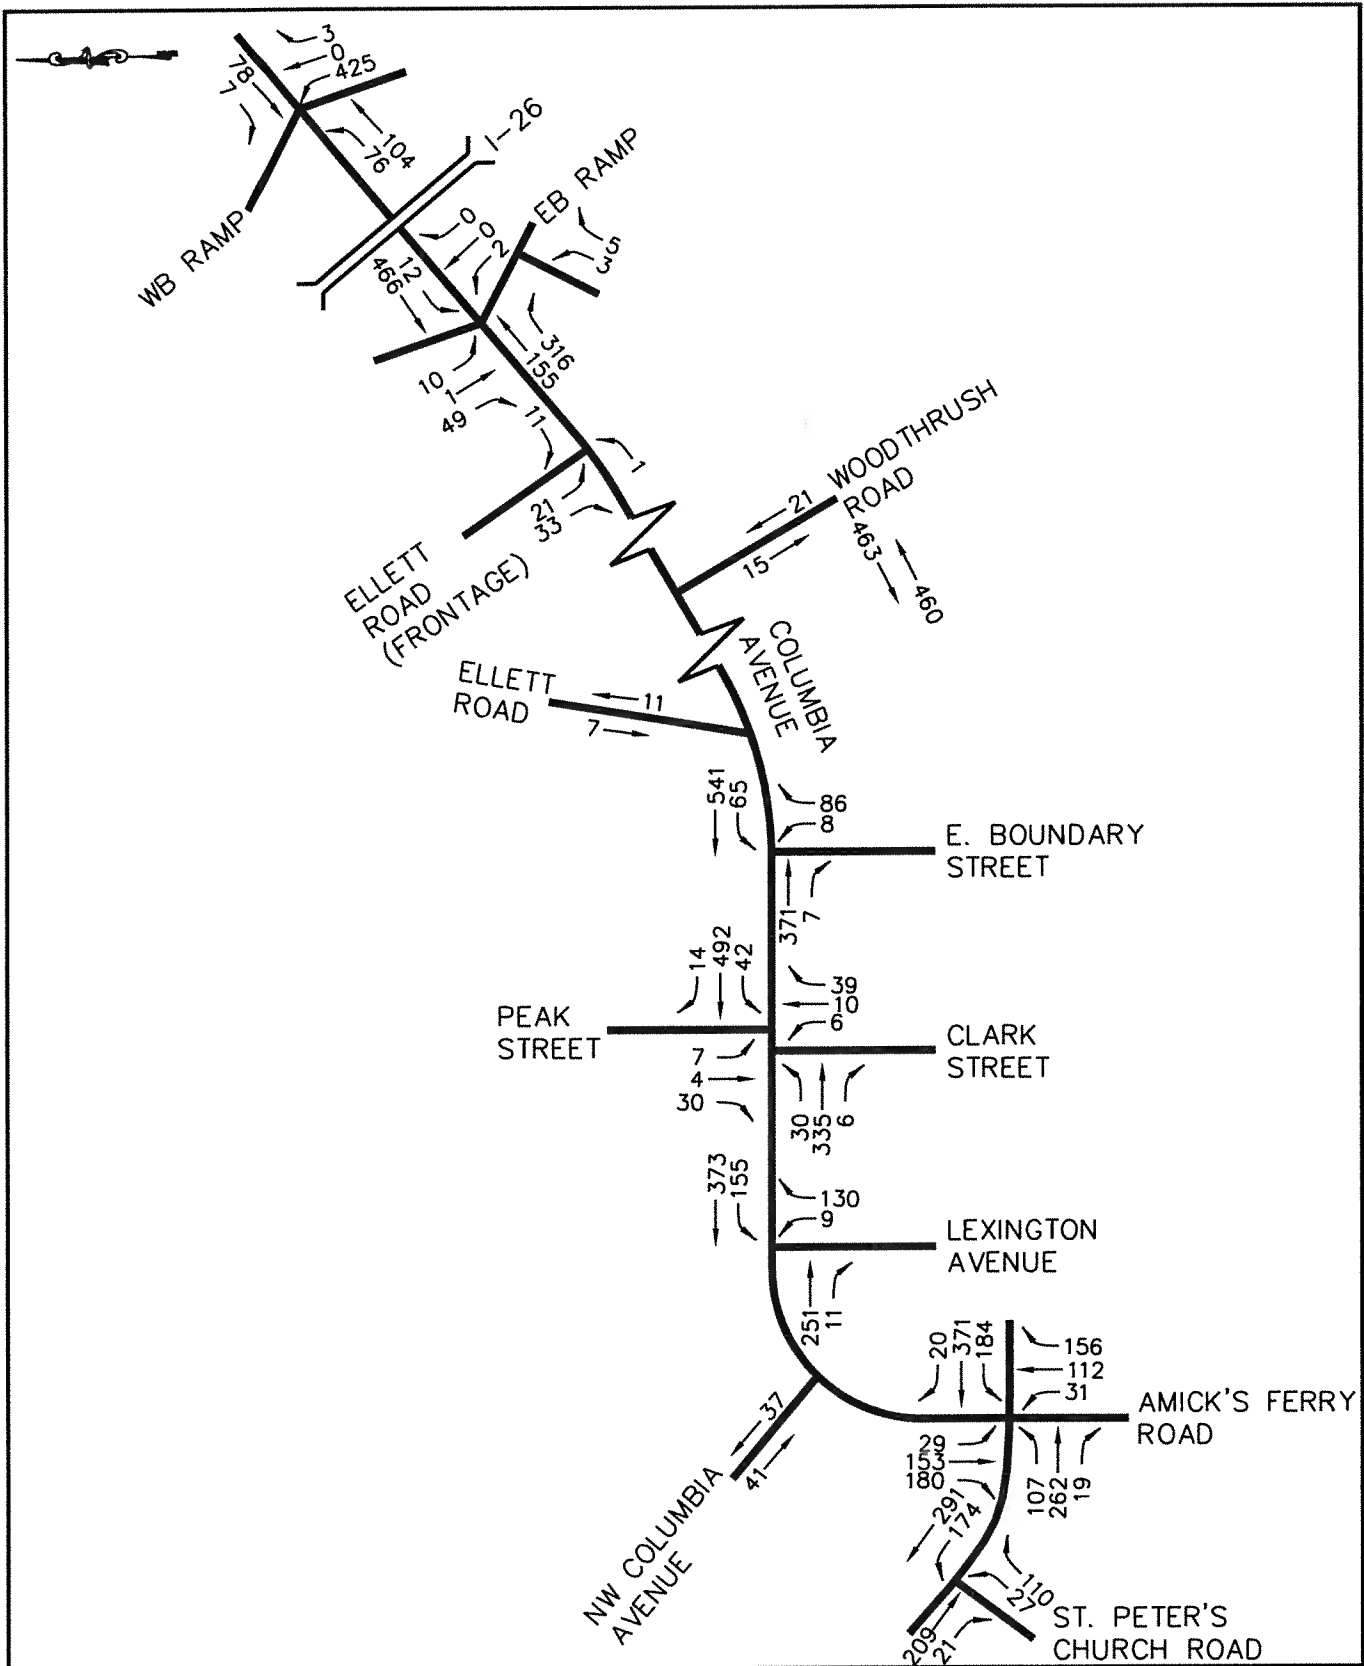 3
0
425
78
7
104
76
I-26
WB RAMP
EB RAMP
0
0
2
5
3
12
466
316
155
10
1
49
11
1
21
33
ELLETT
ROAD
(FRONTAGE)
WOODTHRUSH
ROAD
21
15
463
460
COLUMBIA
AVENUE
ELLETT
ROAD
11
7
541
65
86
8
E. BOUNDARY
STREET
371
7
14
492
42
39
10
6
PEAK
STREET
CLARK
STREET
7
4
30
30
335
6
373
155
130
9
LEXINGTON
AVENUE
251
11
20
371
184
156
112
31
AMICK'S FERRY
ROAD
37
41
NW COLUMBIA
AVENUE
29
153
180
107
262
19
291
174
110
27
209
21
ST. PETER'S
CHURCH ROAD